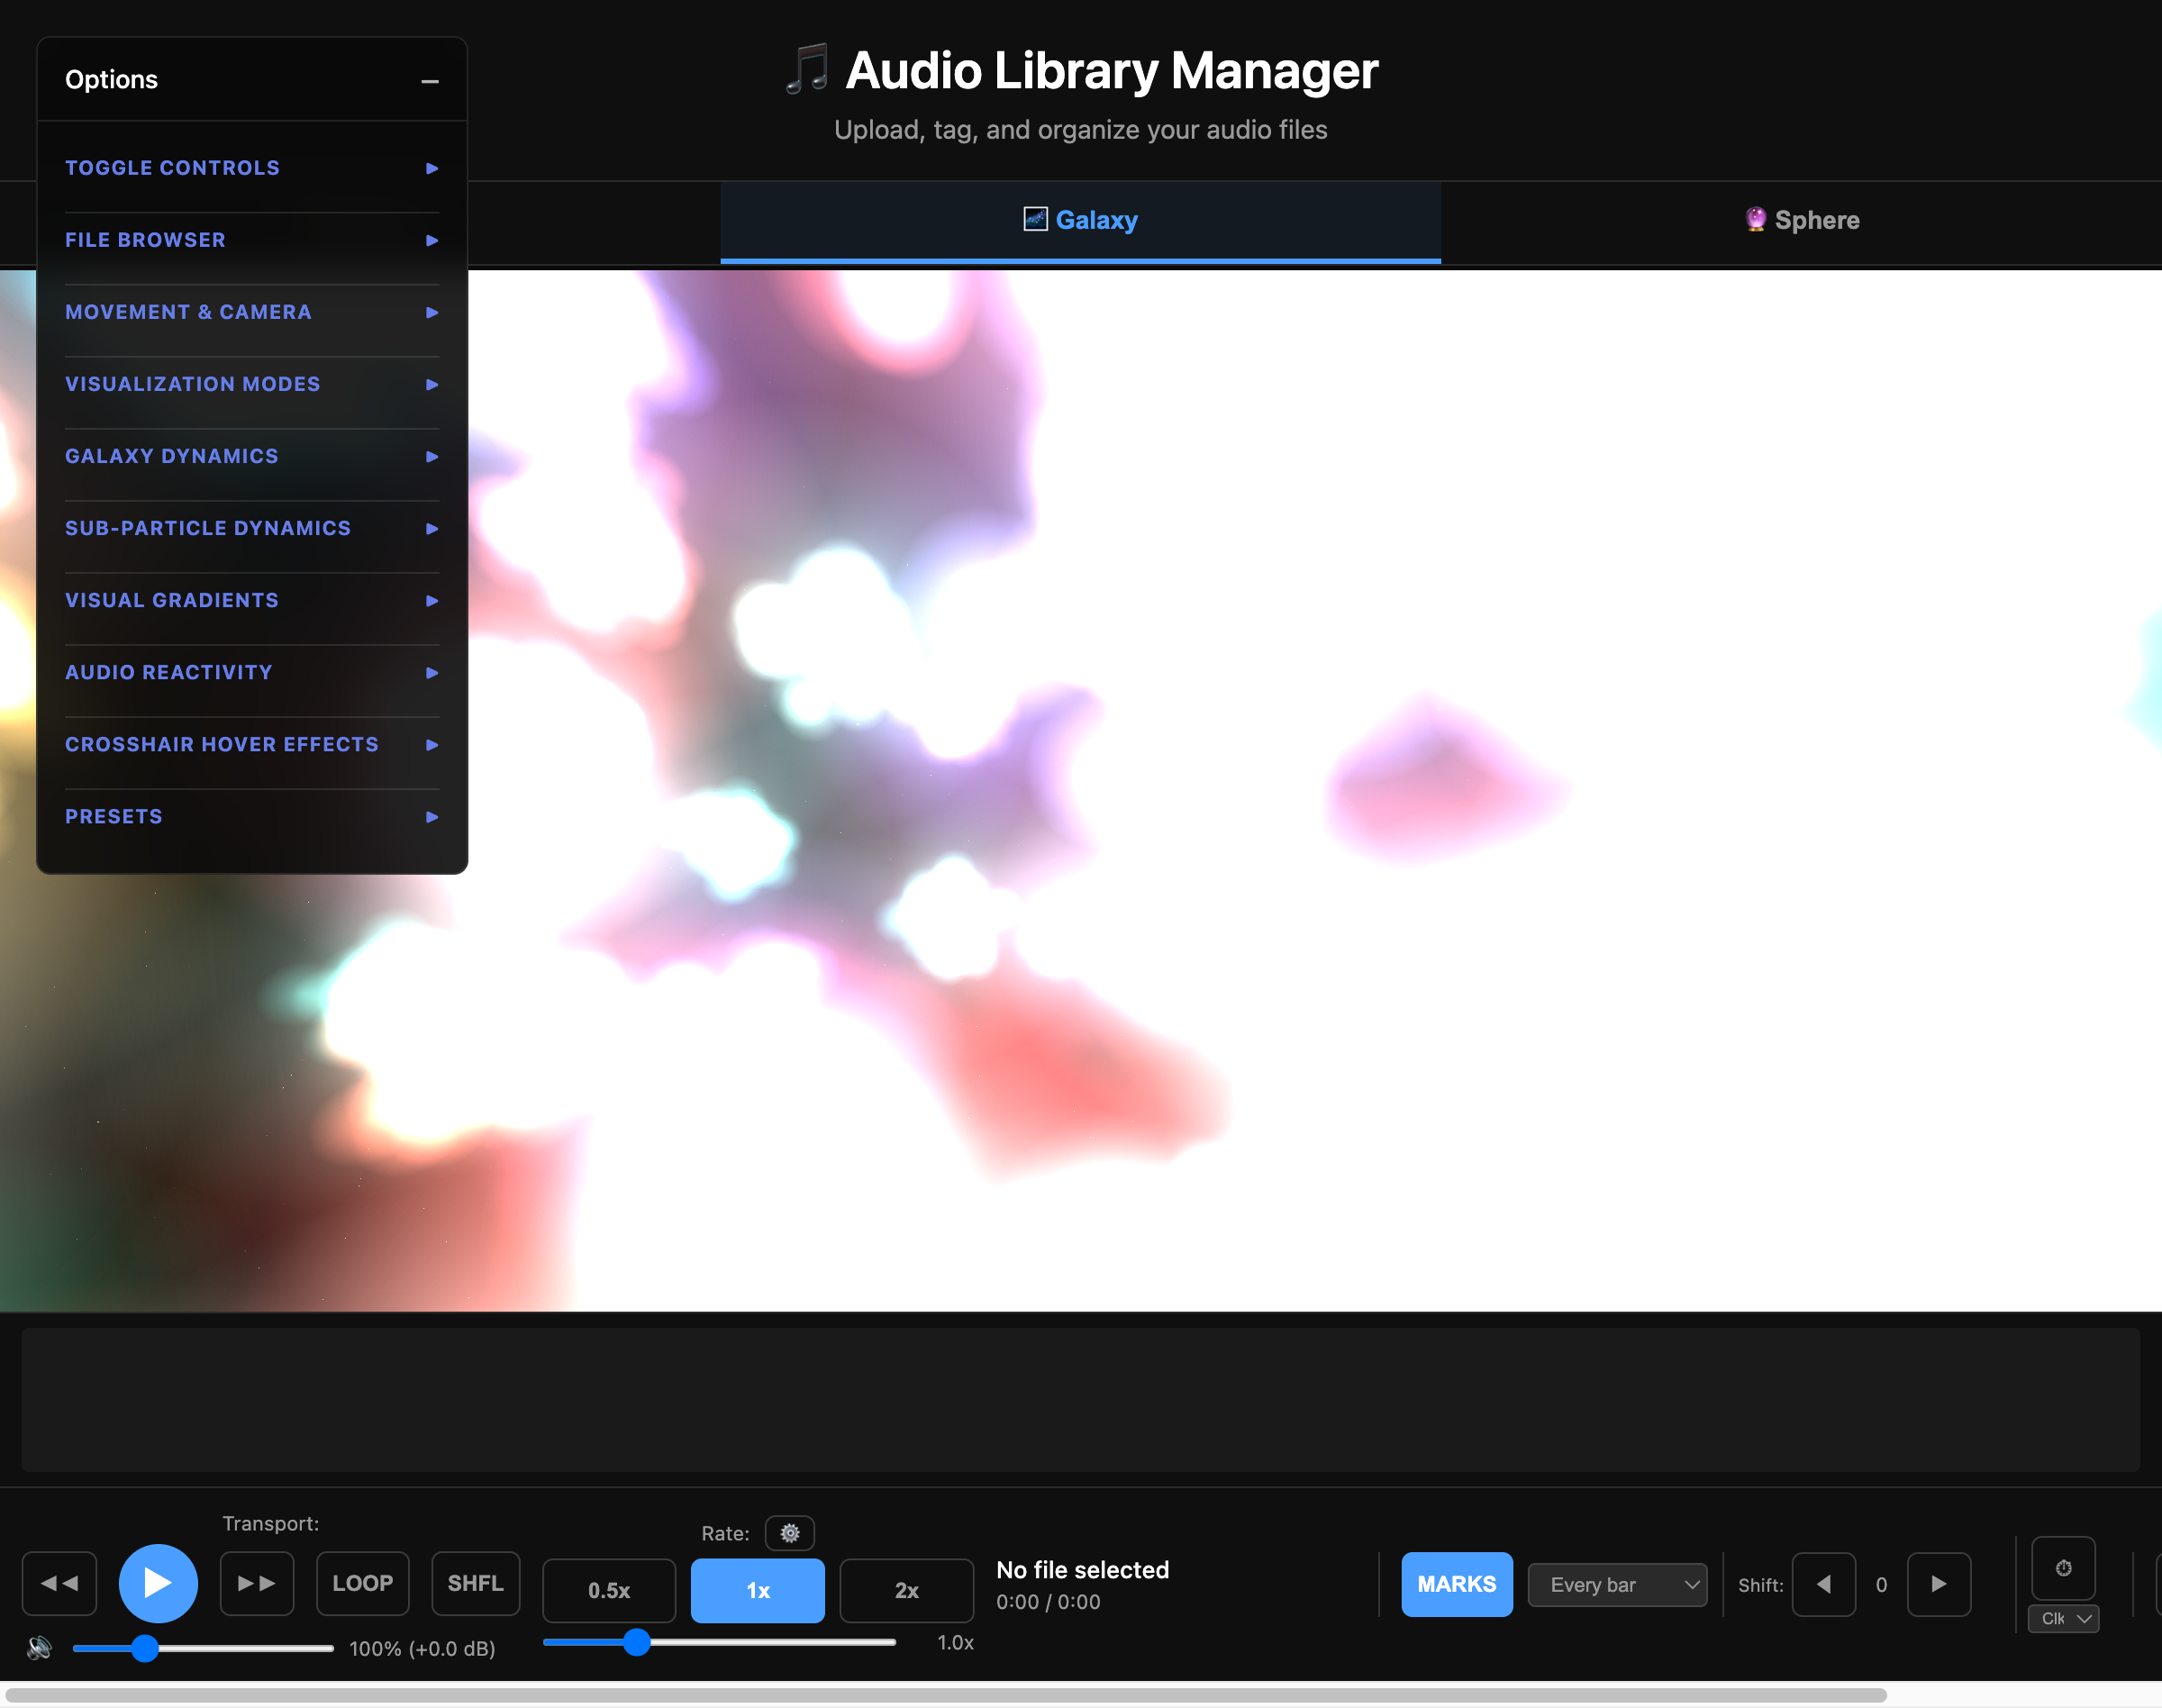 Options
TOGGLE CONTROLS
FILE BROWSER
MOVEMENT & CAMERA
VISUALIZATION MODES
GALAXY DYNAMICS
SUB-PARTICLE DYNAMICS
VISUAL GRADIENTS
AUDIO REACTIVITY
CROSSHAIR HOVER EFFECTS
PRESETS
Audio Library Manager
Upload, tag, and organize your audio files
Galaxy
Sphere
Transport:
LOOP
SHFL
100% (+0.0 dB)
Rate:
0.5x
1x
2x
1.0x
No file selected
0:00 / 0:00
MARKS
Every bar
Shift:
0
Clk